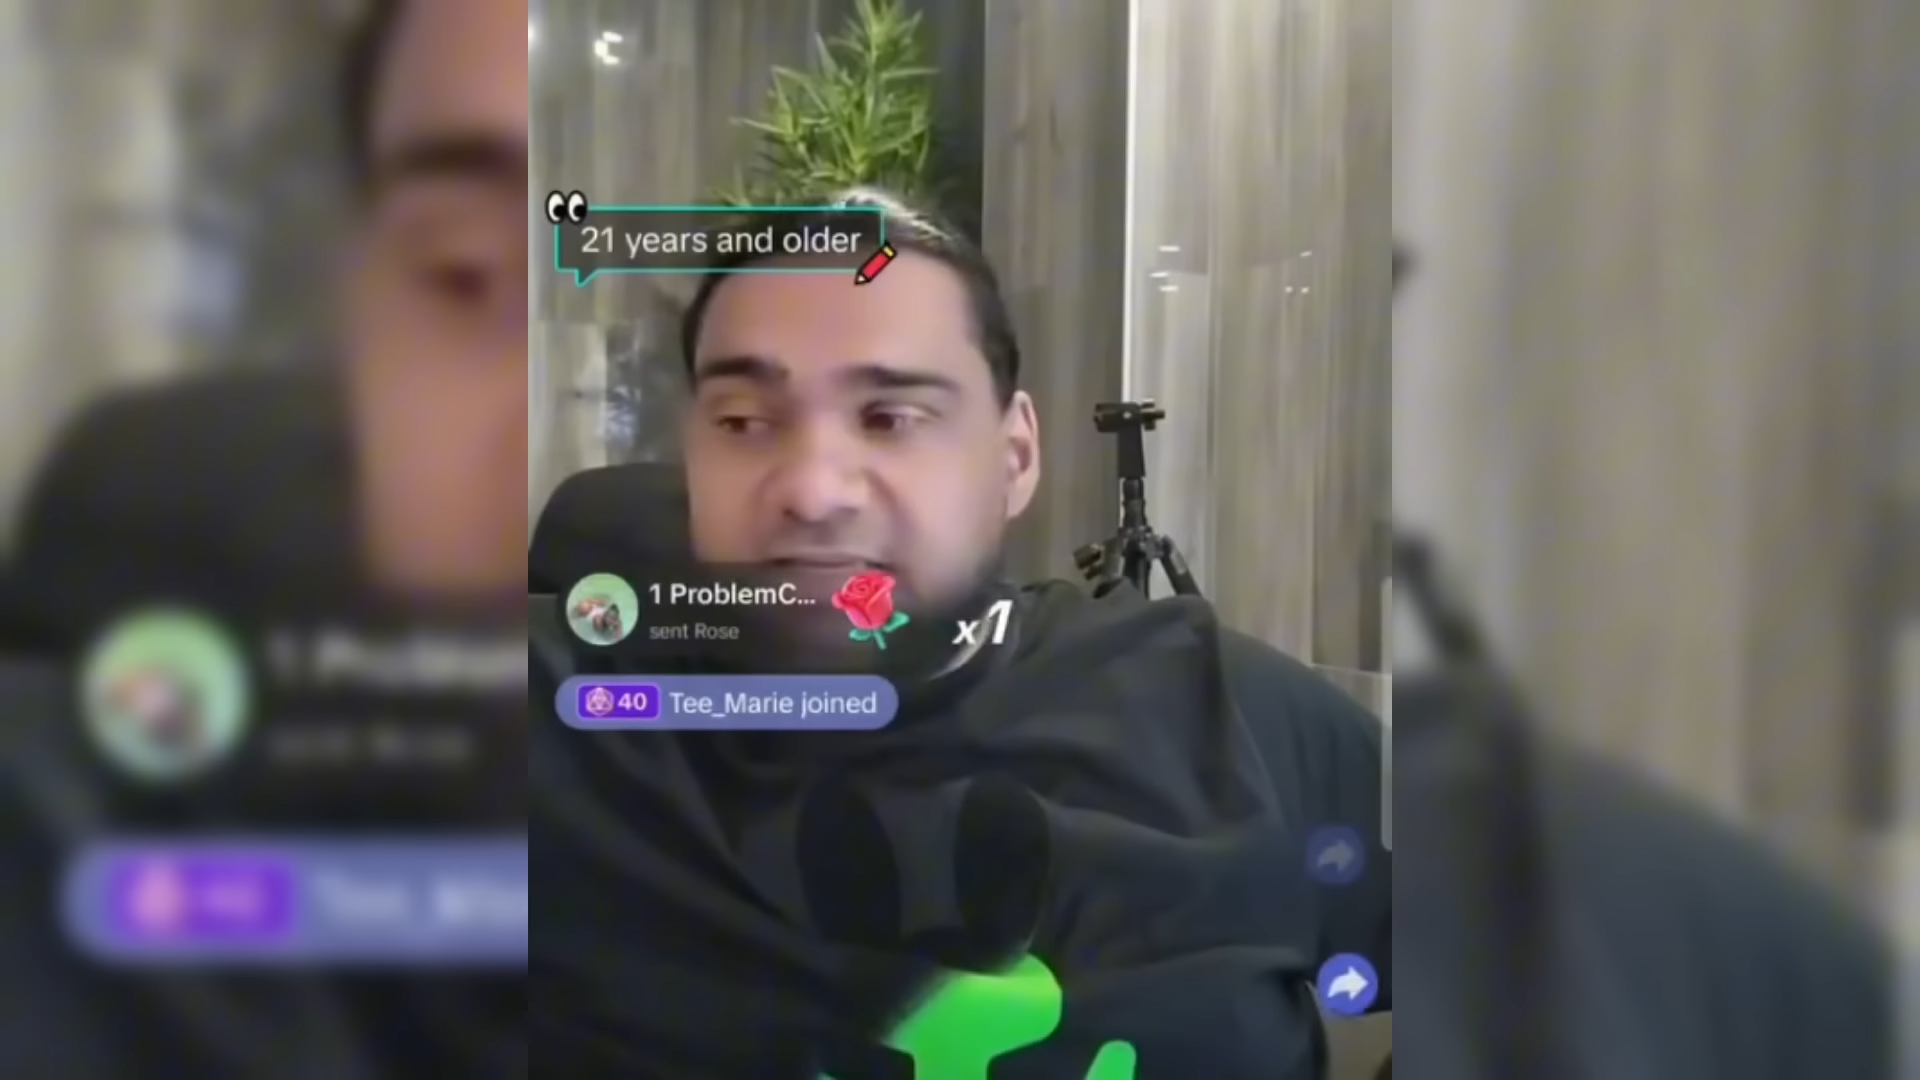 21 years and older
1 ProblemC...
sent Rose
x1
40 Tee_Marie joined